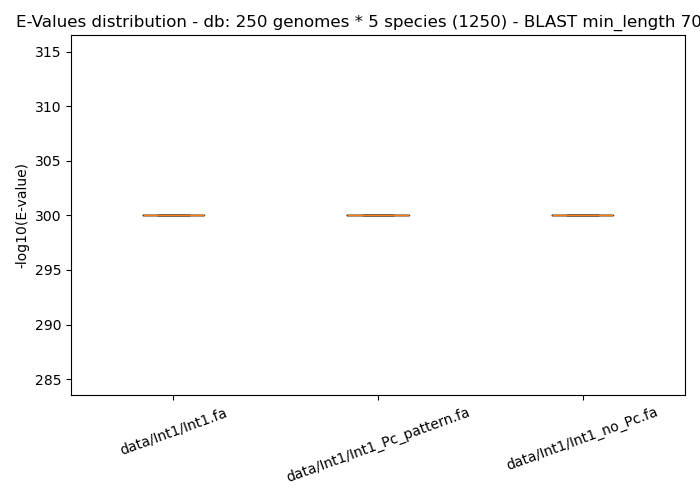 E-Values distribution - db: 250 genomes * 5 species (1250) - BLAST min_length 70
315
310
305
300
295
290
285
-log10(E-value)
data/Int1/Int1.fa
data/Int1/Int1_Pc_pattern.fa
data/Int1/Int1_no_Pc.fa